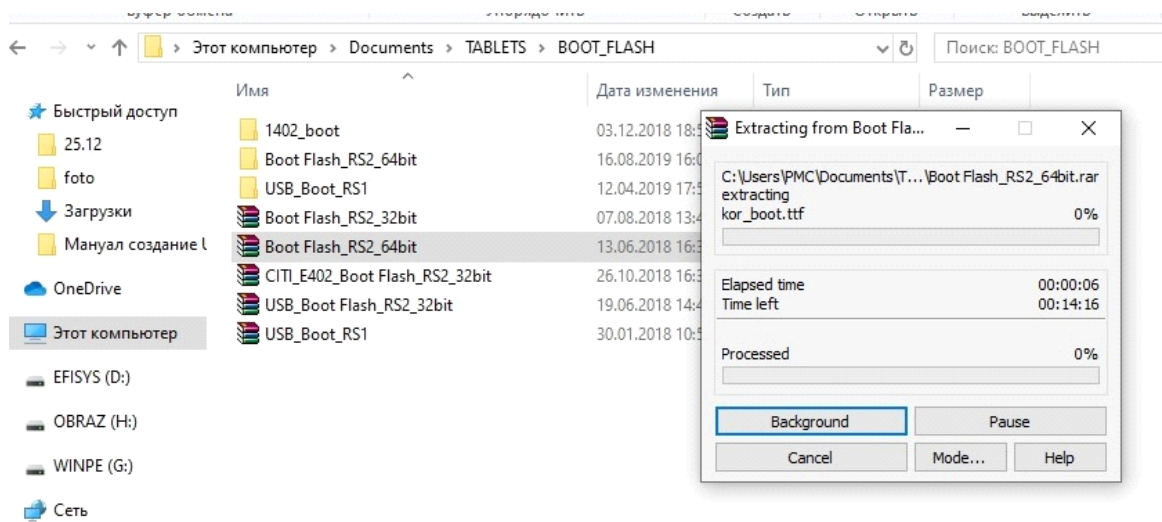 Этот компьютер > Documents > TABLETS > BOOT_FLASH
Поиск: BOOT_FLASH
Имя
Дата изменения
Тип
Размер
Быстрый доступ
25.12
foto
Загрузки
Мануал создание
OneDrive
Этот компьютер
EFISYS (D:)
OBRAZ (H:)
WINPE (G:)
Сеть
1402_boot 03.12.2018
Boot Flash_RS2_64bit 16.08.2019
USB_Boot_RS1 12.04.2019
Boot Flash_RS2_32bit 07.08.2018
Boot Flash_RS2_64bit 13.06.2018
CITI_E402_Boot Flash_RS2_32bit 26.10.2018
USB_Boot Flash_RS2_32bit 19.06.2018
USB_Boot_RS1 30.01.2018
Extracting from Boot Fla...
C:\Users\PMC\Documents\T...\Boot Flash_RS2_64bit.rar
extracting
kor_boot.ttf 0%
Elapsed time 00:00:06
Time left 00:14:16
Processed 0%
Background Pause
Cancel Mode... Help